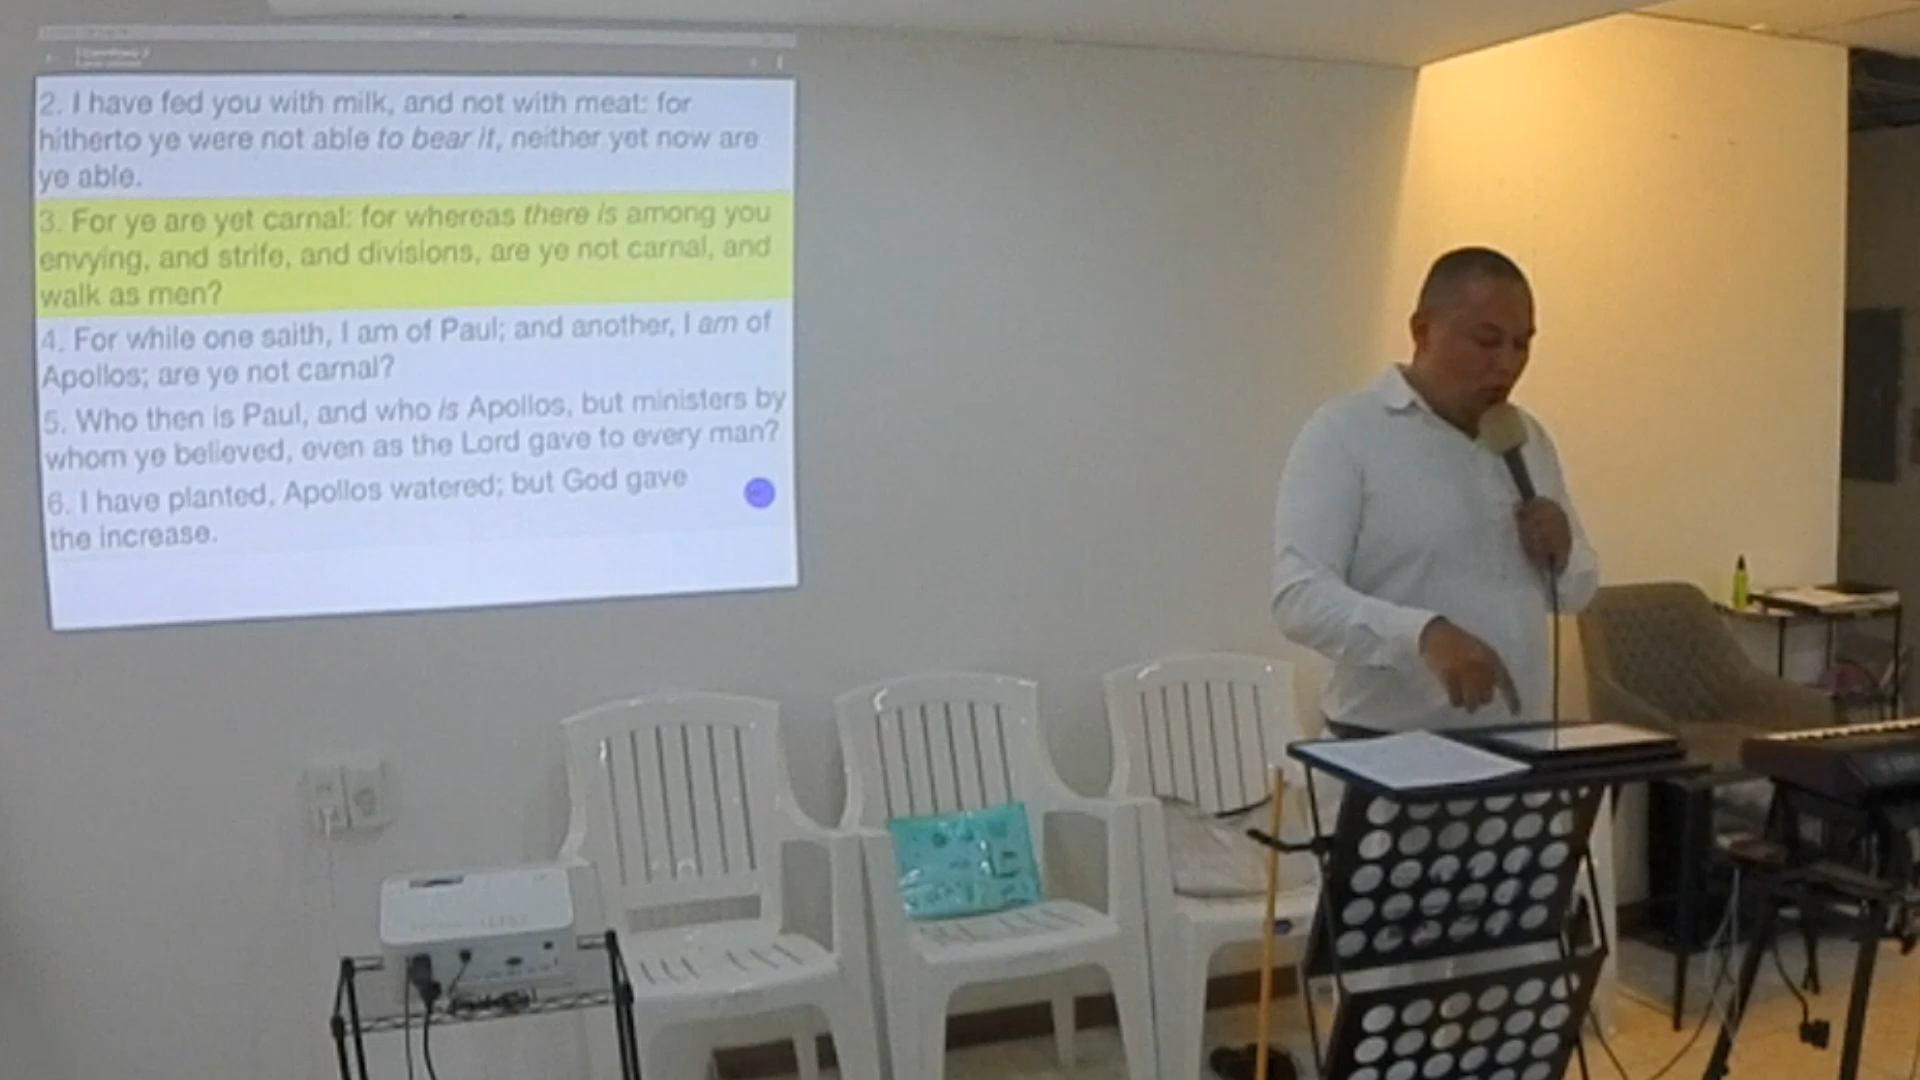 2. I have fed you with milk, and not with meat: for
hitherto ye were not able to bear it, neither yet now are
ye able.
3. For ye are yet carnal: for whereas there is among you
envying, and strife, and divisions, are ye not carnal, and
walk as men?
4. For while one saith, I am of Paul; and another, I am of
Apollos; are ye not carnal?
5. Who then is Paul, and who is Apollos, but ministers by
whom ye believed, even as the Lord gave to every man?
6. I have planted, Apollos watered; but God gave
the increase.